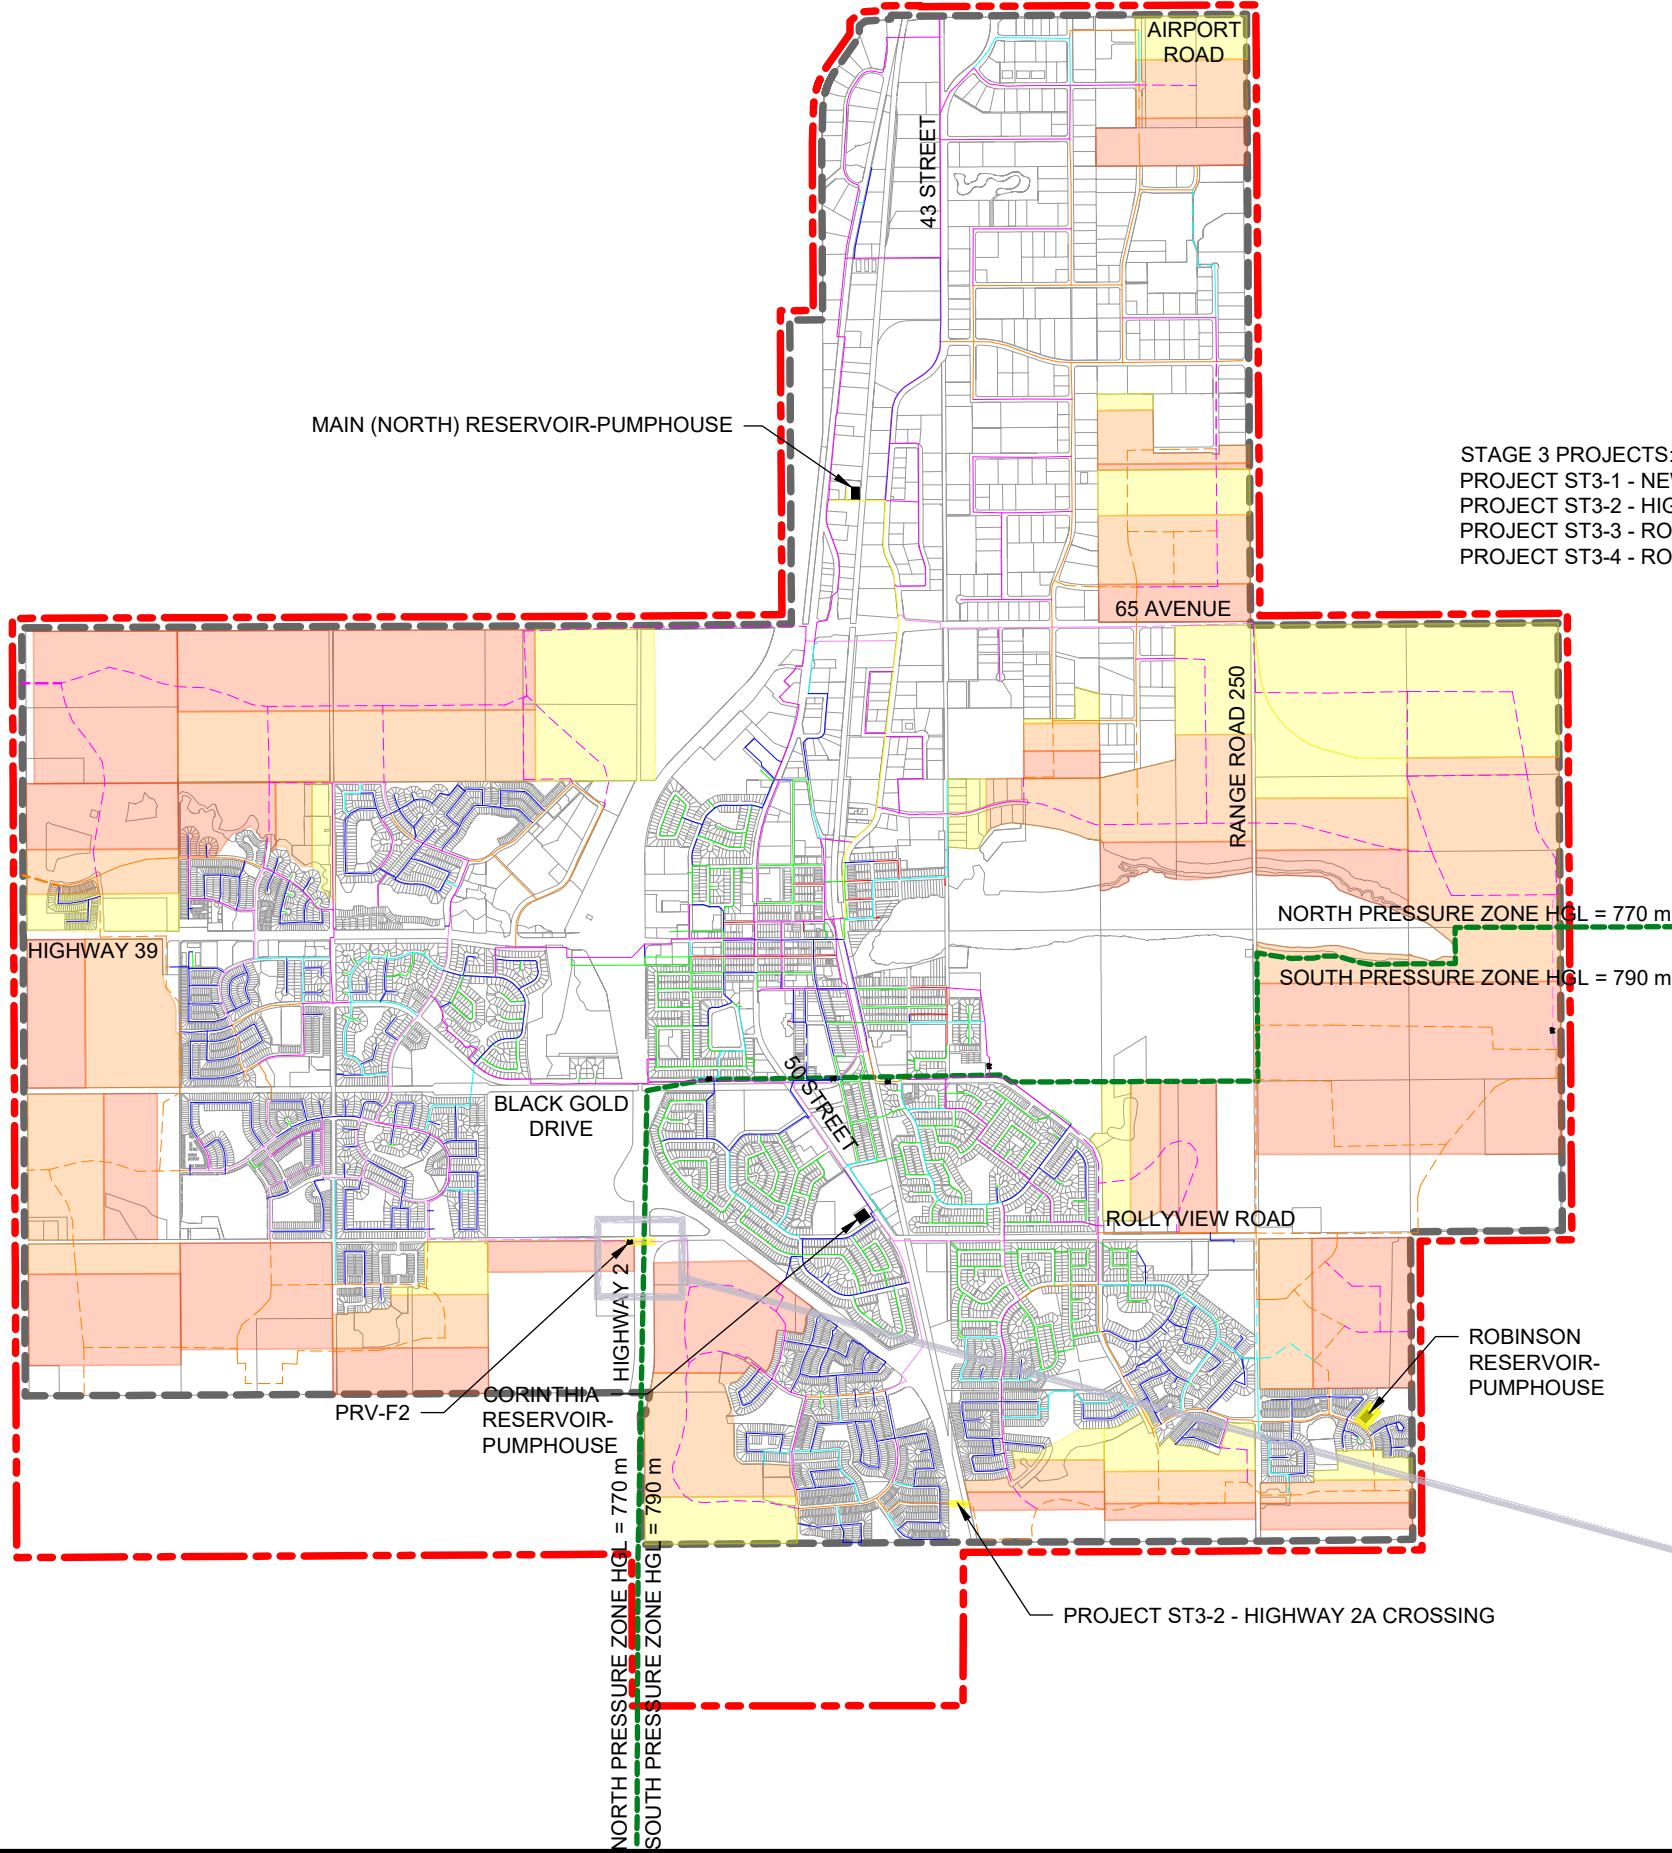 AIRPORT
ROAD
43 STREET
MAIN (NORTH) RESERVOIR-PUMPHOUSE
STAGE 3 PROJECTS:
PROJECT ST3-1 - NEW
PROJECT ST3-2 - HIG
PROJECT ST3-3 - RO
PROJECT ST3-4 - RO
65 AVENUE
RANGE ROAD 250
NORTH PRESSURE ZONE HGL = 770 m
HIGHWAY 39
SOUTH PRESSURE ZONE HGL = 790 m
50 STREET
BLACK GOLD
DRIVE
ROLLYVIEW ROAD
HIGHWAY 2
ROBINSON
RESERVOIR-
PUMPHOUSE
PRV-F2
CORINTHIA
RESERVOIR-
PUMPHOUSE
NORTH PRESSURE ZONE HGL = 770 m
SOUTH PRESSURE ZONE HGL = 790 m
PROJECT ST3-2 - HIGHWAY 2A CROSSING